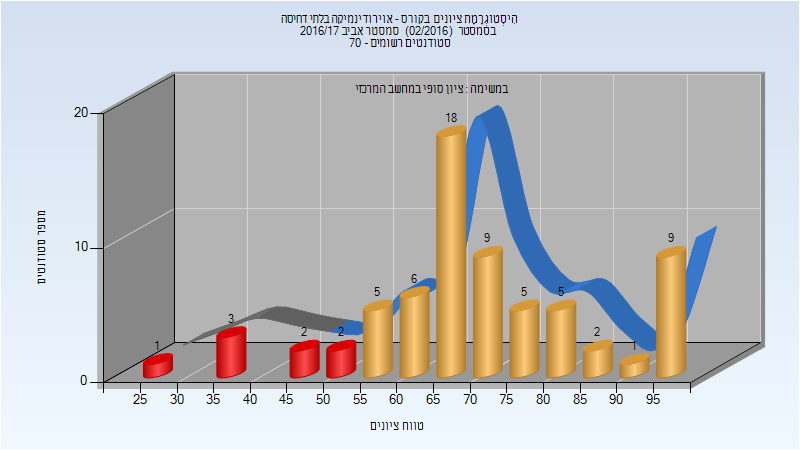 היסטוגרמת ציונים בקורס - אוירודינמיקה בלתי דחיסה
בסמסטר (02/2016) סמסטר אביב 2016/17
סטודנטים רשומים - 70
במשימה : ציון סופי במחשב המרכזי
20
10
0
מספר סטודנטים
1
3
2
2
5
6
18
9
5
5
2
1
9
25 30 35 40 45 50 55 60 65 70 75 80 85 90 95
טווח ציונים